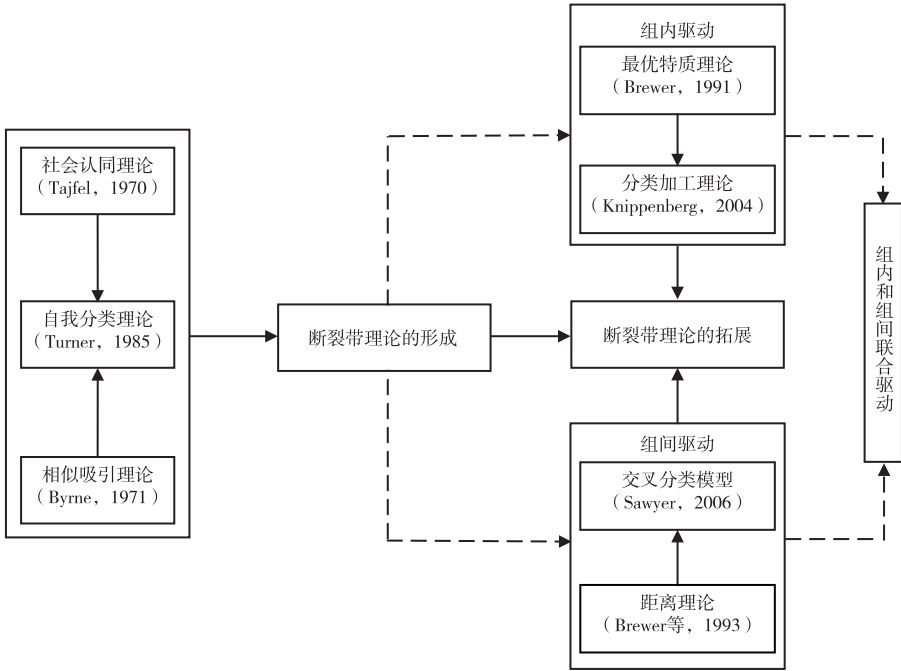 社会认同理论
（Tajfel，1970）
自我分类理论
（Turner，1985）
相似吸引理论
（Byrne，1971）
断裂带理论的形成
组内驱动
最优特质理论
（Brewer，1991）
分类加工理论
（Knippenberg，2004）
断裂带理论的拓展
组间驱动
交叉分类模型
（Sawyer，2006）
距离理论
（Brewer等，1993）
组内和组间联合驱动